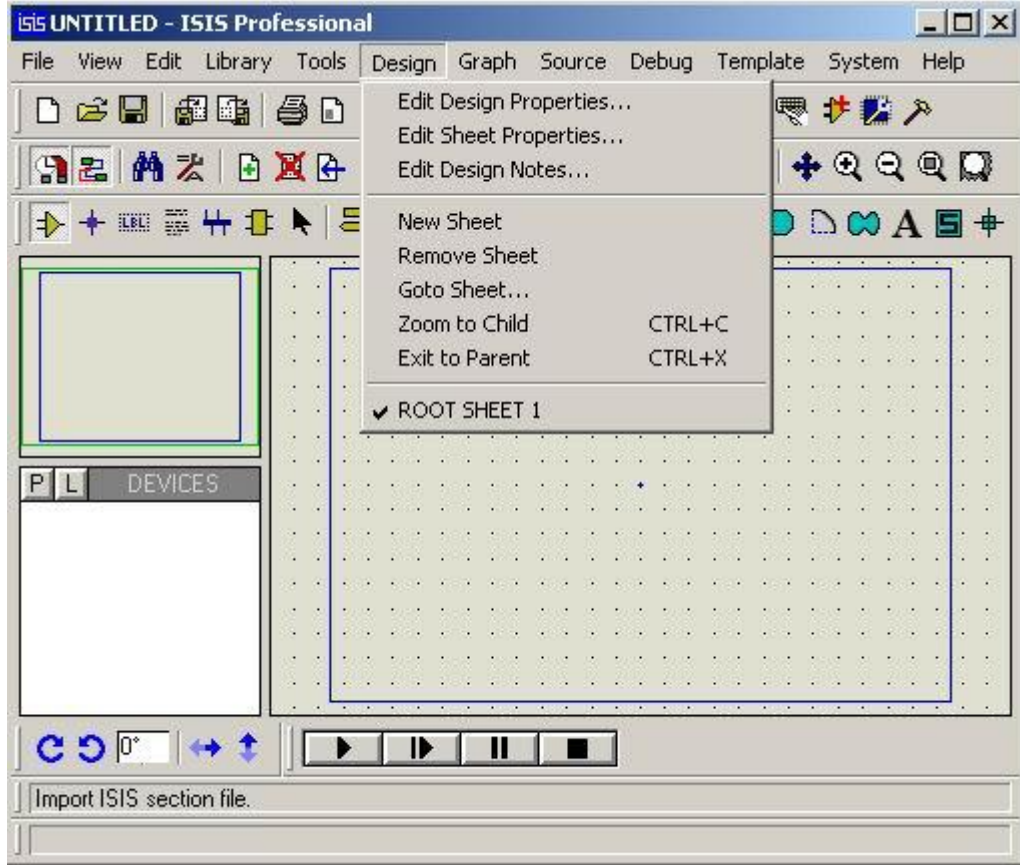 isis UNTITLED - ISIS Professional
File View Edit Library Tools Design Graph Source Debug Template System Help
Edit Design Properties...
Edit Sheet Properties...
Edit Design Notes...
LBL
A S
New Sheet
Remove Sheet
Goto Sheet...
Zoom to Child CTRL+C
Exit to Parent CTRL+X
ROOT SHEET 1
P L DEVICES
0°
Import ISIS section file.